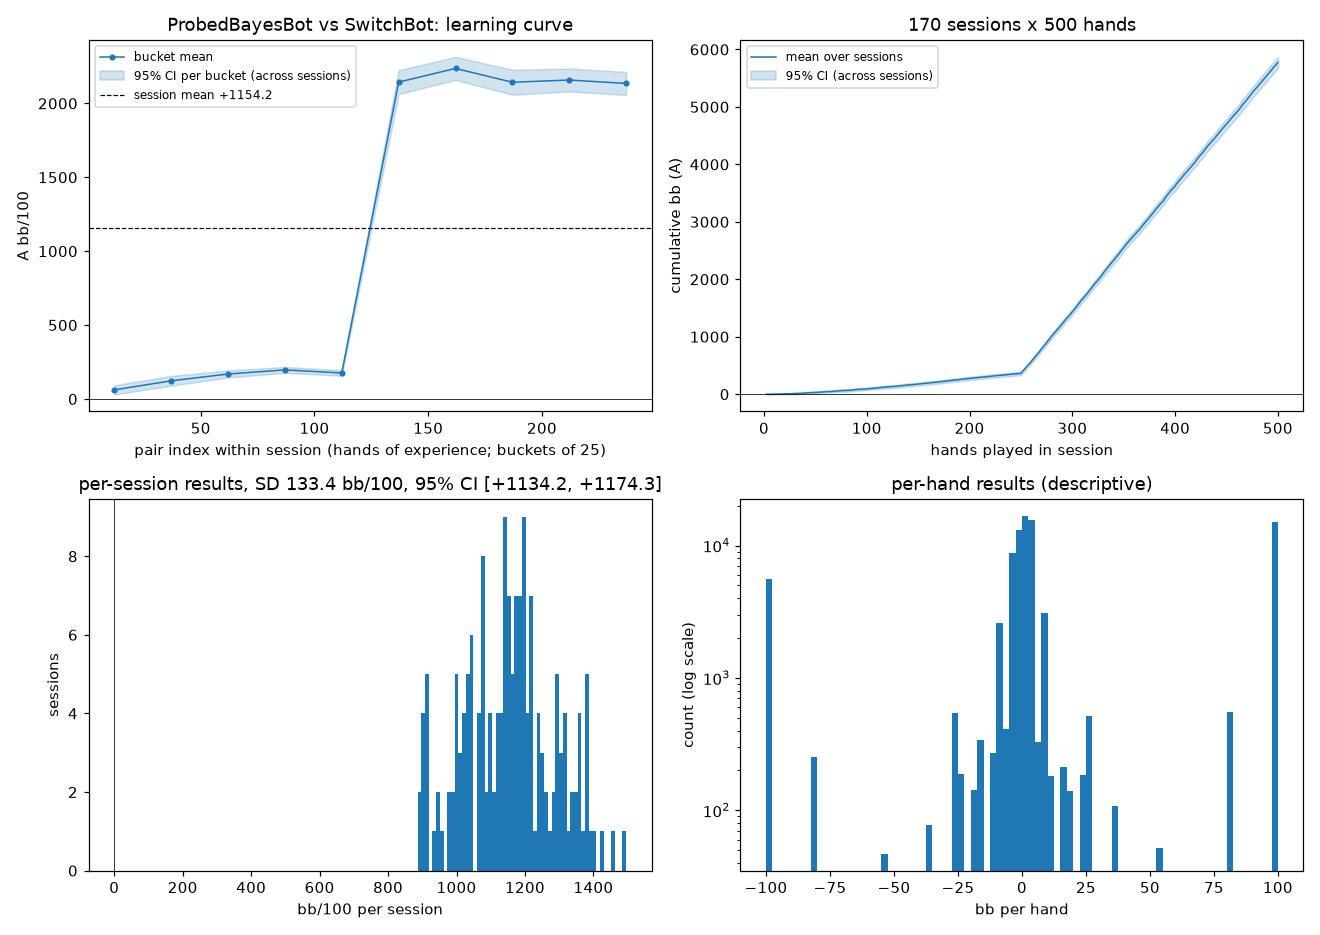 ProbedBayesBot vs SwitchBot: learning curve
bucket mean
95% CI per bucket (across sessions)
session mean +1154.2
2000
1500
1000
500
0
A bb/100
50
100
150
200
pair index within session (hands of experience; buckets of 25)
170 sessions x 500 hands
mean over sessions
95% CI (across sessions)
6000
5000
4000
3000
2000
1000
0
cumulative bb (A)
0
100
200
300
400
500
hands played in session
per-session results, SD 133.4 bb/100, 95% CI [+1134.2, +1174.3]
8
6
4
2
0
sessions
0
200
400
600
800
1000
1200
1400
bb/100 per session
per-hand results (descriptive)
10⁴
10³
10²
count (log scale)
−100
−75
−50
−25
0
25
50
75
100
bb per hand